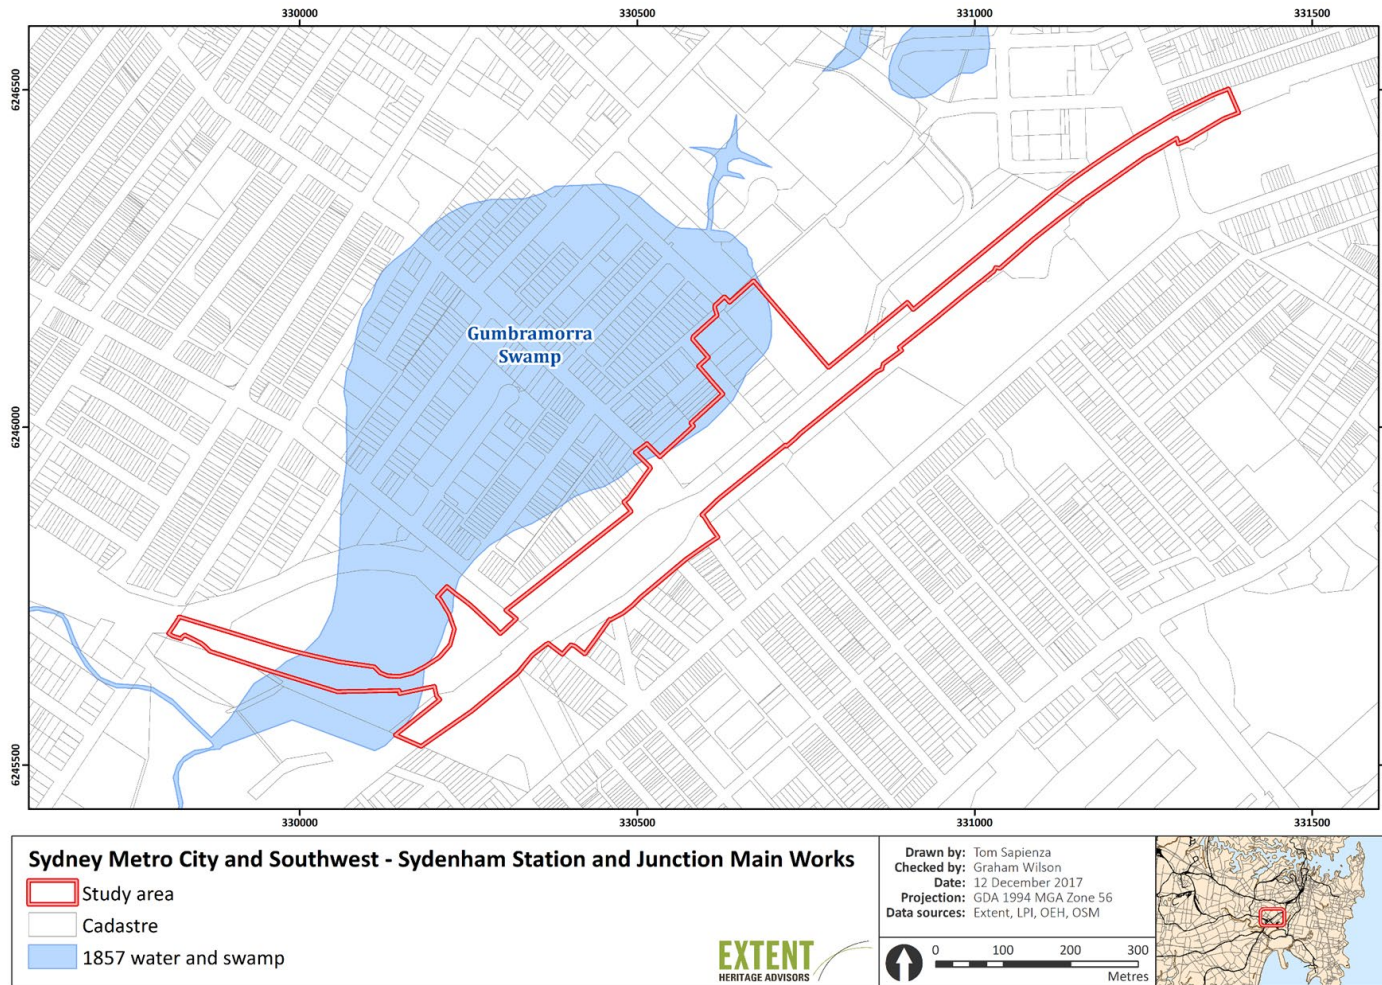 330000
330500
331000
331500
6246500
6246000
6245500
Gumbramorra
Swamp
330000
330500
331000
331500
Sydney Metro City and Southwest - Sydenham Station and Junction Main Works
Study area
Cadastre
1857 water and swamp
EXTENT
HERITAGE ADVISORS
Drawn by: Tom Sapienza
Checked by: Graham Wilson
Date: 12 December 2017
Projection: GDA 1994 MGA Zone 56
Data sources: Extent, LPI, OEH, OSM
0 100 200 300
Metres